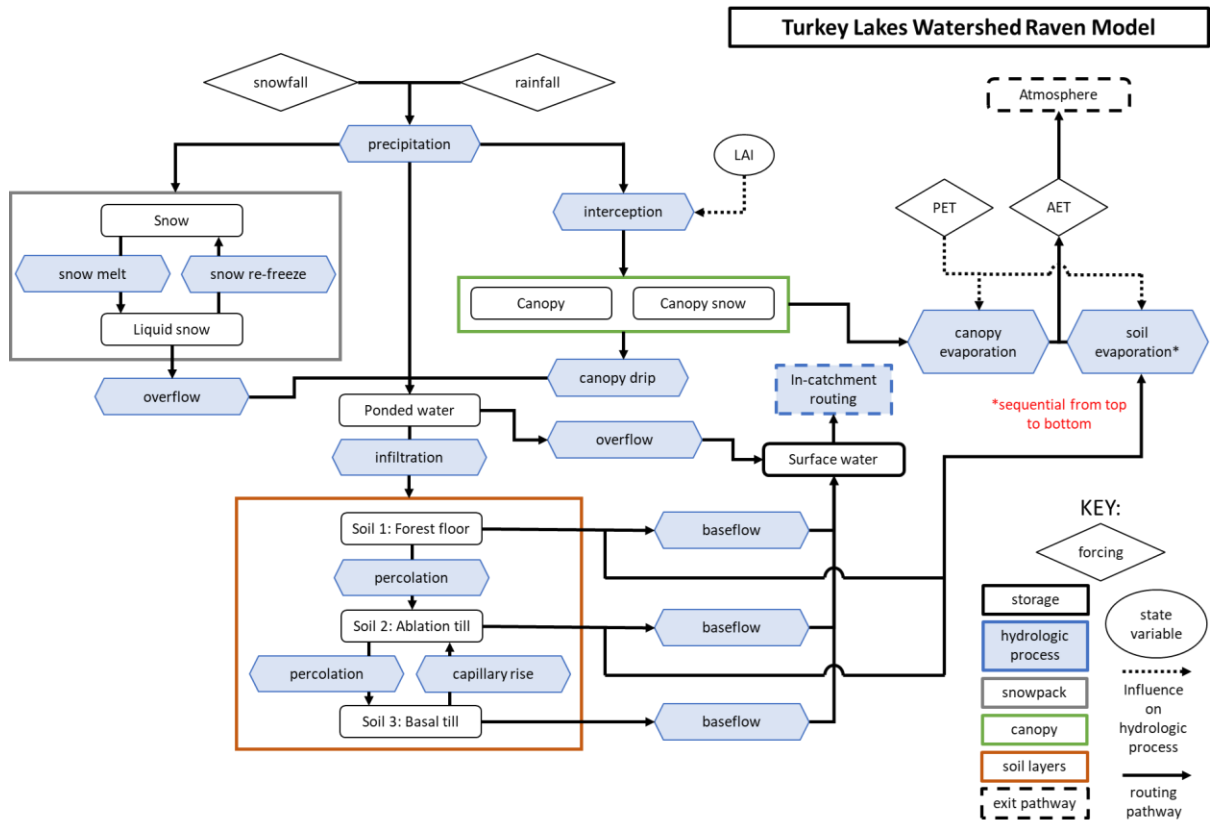 Turkey Lakes Watershed Raven Model
snowfall
rainfall
Atmosphere
precipitation
LAI
interception
PET
AET
Snow
snow melt
snow re-freeze
Liquid snow
Canopy
Canopy snow
canopy
evaporation
soil
evaporation*
overflow
canopy drip
In-catchment
routing
*sequential from top
to bottom
Ponded water
overflow
Surface water
infiltration
Soil 1: Forest floor
baseflow
percolation
Soil 2: Ablation till
baseflow
percolation
capillary rise
Soil 3: Basal till
baseflow
KEY:
forcing
storage
state
variable
hydrologic
process
snowpack
Influence
on
hydrologic
process
canopy
soil layers
routing
pathway
exit pathway